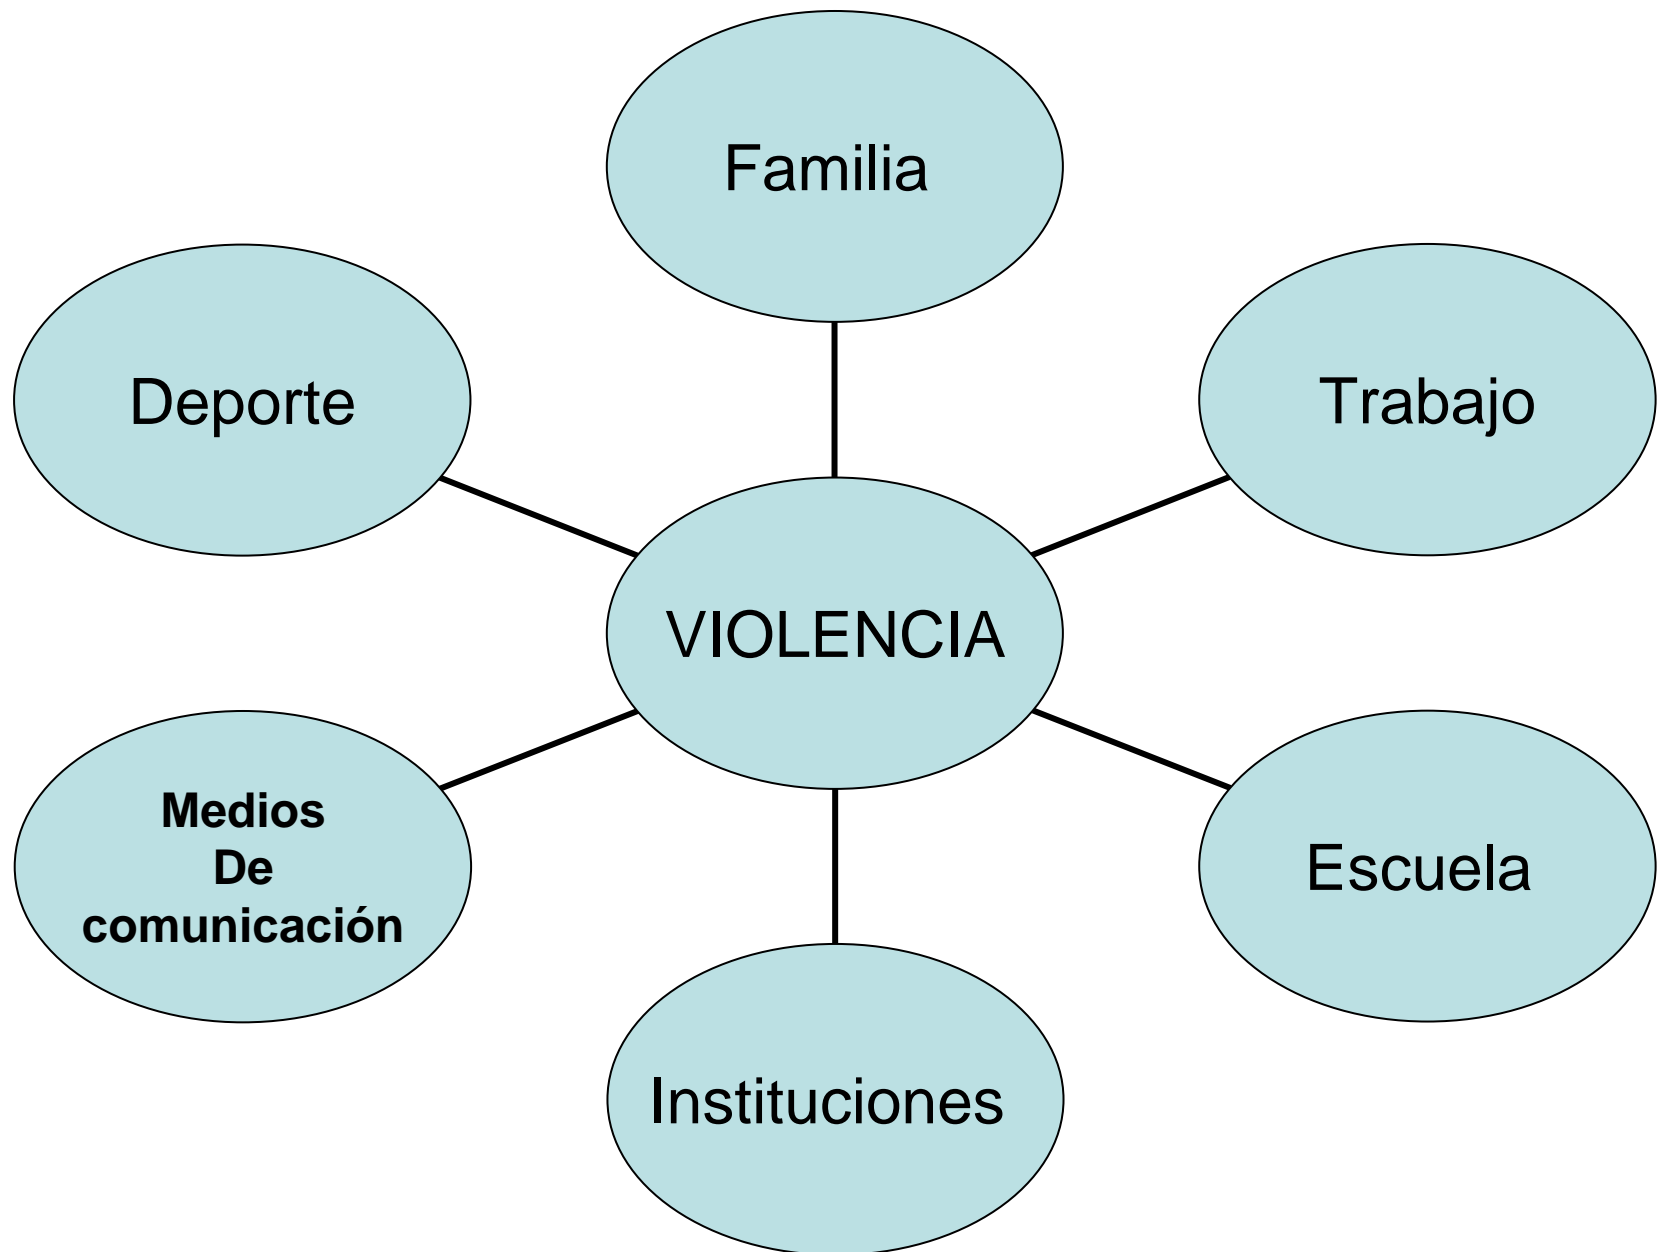 Familia
Deporte
Trabajo
VIOLENCIA
Medios
De
comunicación
Escuela
Instituciones